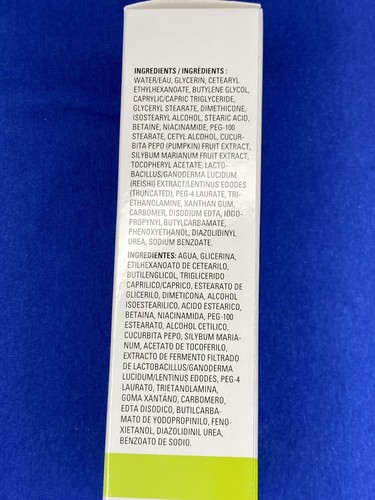 INGREDIENTS / INGRÉDIENTS :
WATER/EAU, GLYCERIN, CETEARYL
ETHYLHEXANOATE, BUTYLENE GLYCOL,
CAPRYLIC/CAPRIC TRIGLYCERIDE,
GLYCERYL STEARATE, DIMETHICONE,
ISOSTEARYL ALCOHOL, STEARIC ACID,
BETAINE, NIACINAMIDE, PEG-100
STEARATE, CETYL ALCOHOL, CUCUR-
BITA PEPO (PUMPKIN) FRUIT EXTRACT,
SILYBUM MARIANUM FRUIT EXTRACT,
TOCOPHERYL ACETATE, LACTO-
BACILLUS/GANODERMA LUCIDUM
(REISHI) EXTRACT/LENTINUS EDODES
(TRUNCATED), PEG-4 LAURATE, TRI-
ETHANOLAMINE, XANTHAN GUM,
CARBOMER, DISODIUM EDTA, IODO-
PROPYNYL BUTYLCARBAMATE,
PHENOXYETHANOL, DIAZOLIDINYL
UREA, SODIUM BENZOATE.
INGREDIENTES: AGUA, GLICERINA,
ETILHEXANOATO DE CETEARILO,
BUTILENGLICOL, TRIGLICERIDO
CAPRILICO/CAPRICO, ESTEARATO DE
GLICERILO, DIMETICONA, ALCOHOL
ISOESTEARILICO, ACIDO ESTEARICO,
BETAINA, NIACINAMIDA, PEG-100
ESTEARATO, ALCOHOL CETILICO,
CUCURBITA PEPO, SILYBUM MARIA-
NUM, ACETATO DE TOCOFERILO,
EXTRACTO DE FERMENTO FILTRADO
DE LACTOBACILLUS/GANODERMA
LUCIDUM/LENTINUS EDODES, PEG-4
LAURATO, TRIETANOLAMINA,
GOMA XANTÁNO, CARBOMERO,
EDTA DISODICO, BUTILCARBA-
MATO DE YODOPROPINILO, FENO-
XIETANOL, DIAZOLIDINIL UREA,
BENZOATO DE SODIO.